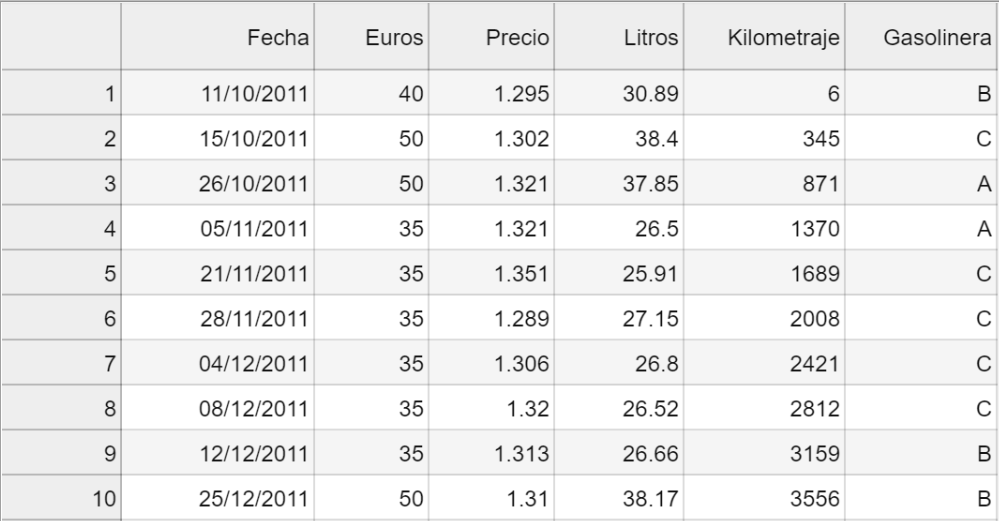 Fecha Euros Precio Litros Kilometraje Gasolinera
1 11/10/2011 40 1.295 30.89 6 B
2 15/10/2011 50 1.302 38.4 345 C
3 26/10/2011 50 1.321 37.85 871 A
4 05/11/2011 35 1.321 26.5 1370 A
5 21/11/2011 35 1.351 25.91 1689 C
6 28/11/2011 35 1.289 27.15 2008 C
7 04/12/2011 35 1.306 26.8 2421 C
8 08/12/2011 35 1.32 26.52 2812 C
9 12/12/2011 35 1.313 26.66 3159 B
10 25/12/2011 50 1.31 38.17 3556 B